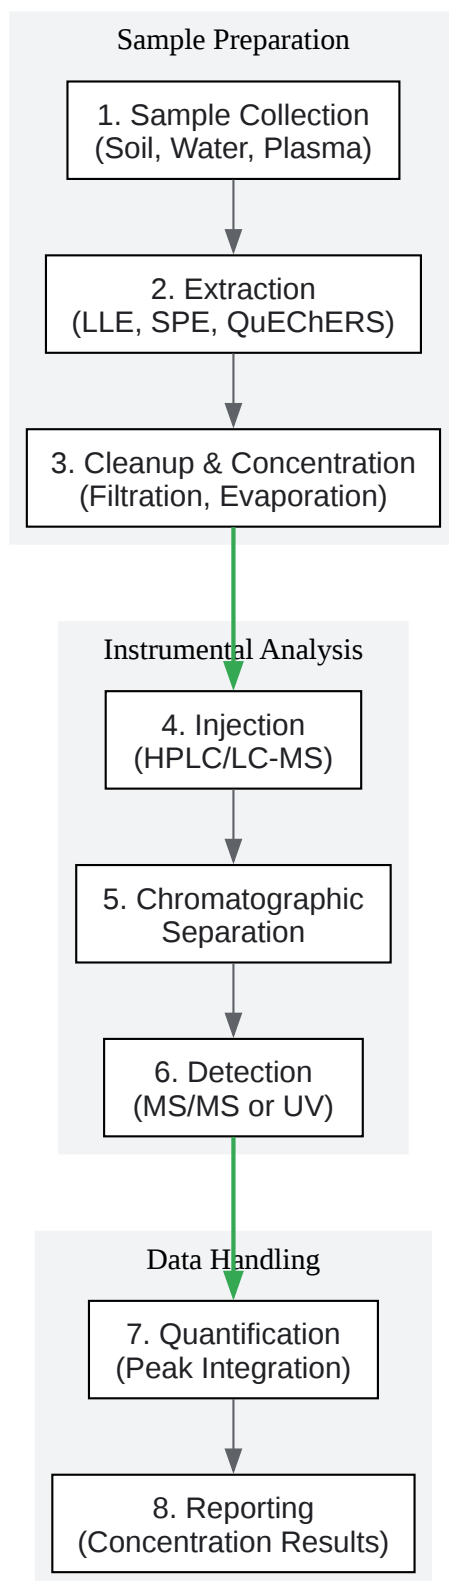 Sample Preparation
1. Sample Collection
(Soil, Water, Plasma)
2. Extraction
(LLE, SPE, QuEChERS)
3. Cleanup & Concentration
(Filtration, Evaporation)
Instrumental Analysis
4. Injection
(HPLC/LC-MS)
5. Chromatographic
Separation
6. Detection
(MS/MS or UV)
Data Handling
7. Quantification
(Peak Integration)
8. Reporting
(Concentration Results)